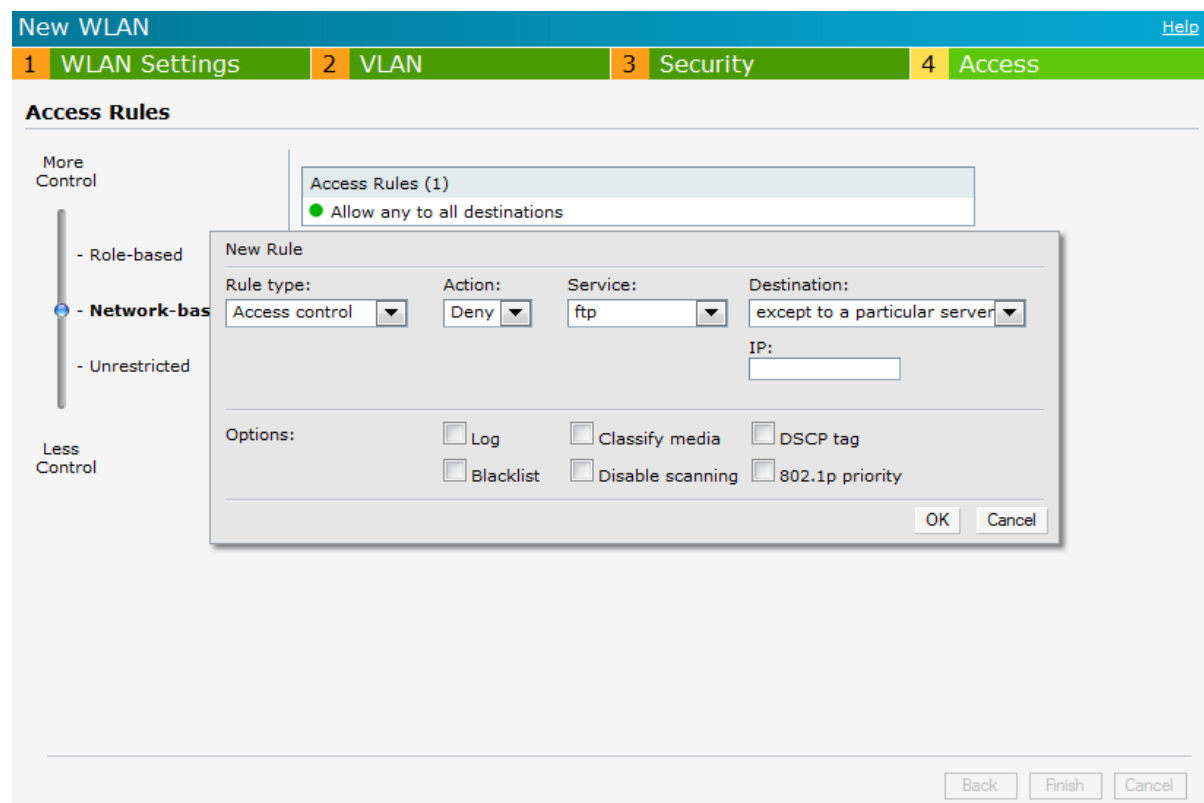 New WLAN Help
1 WLAN Settings 2 VLAN 3 Security 4 Access
Access Rules
More
Control
- Role-based
- Network-bas
- Unrestricted
Less
Control
Access Rules (1)
Allow any to all destinations
New Rule
Rule type: Action: Service: Destination:
Access control Deny ftp except to a particular server
IP:
Options: Log Classify media DSCP tag
Blacklist Disable scanning 802.1p priority
OK Cancel
Back Finish Cancel